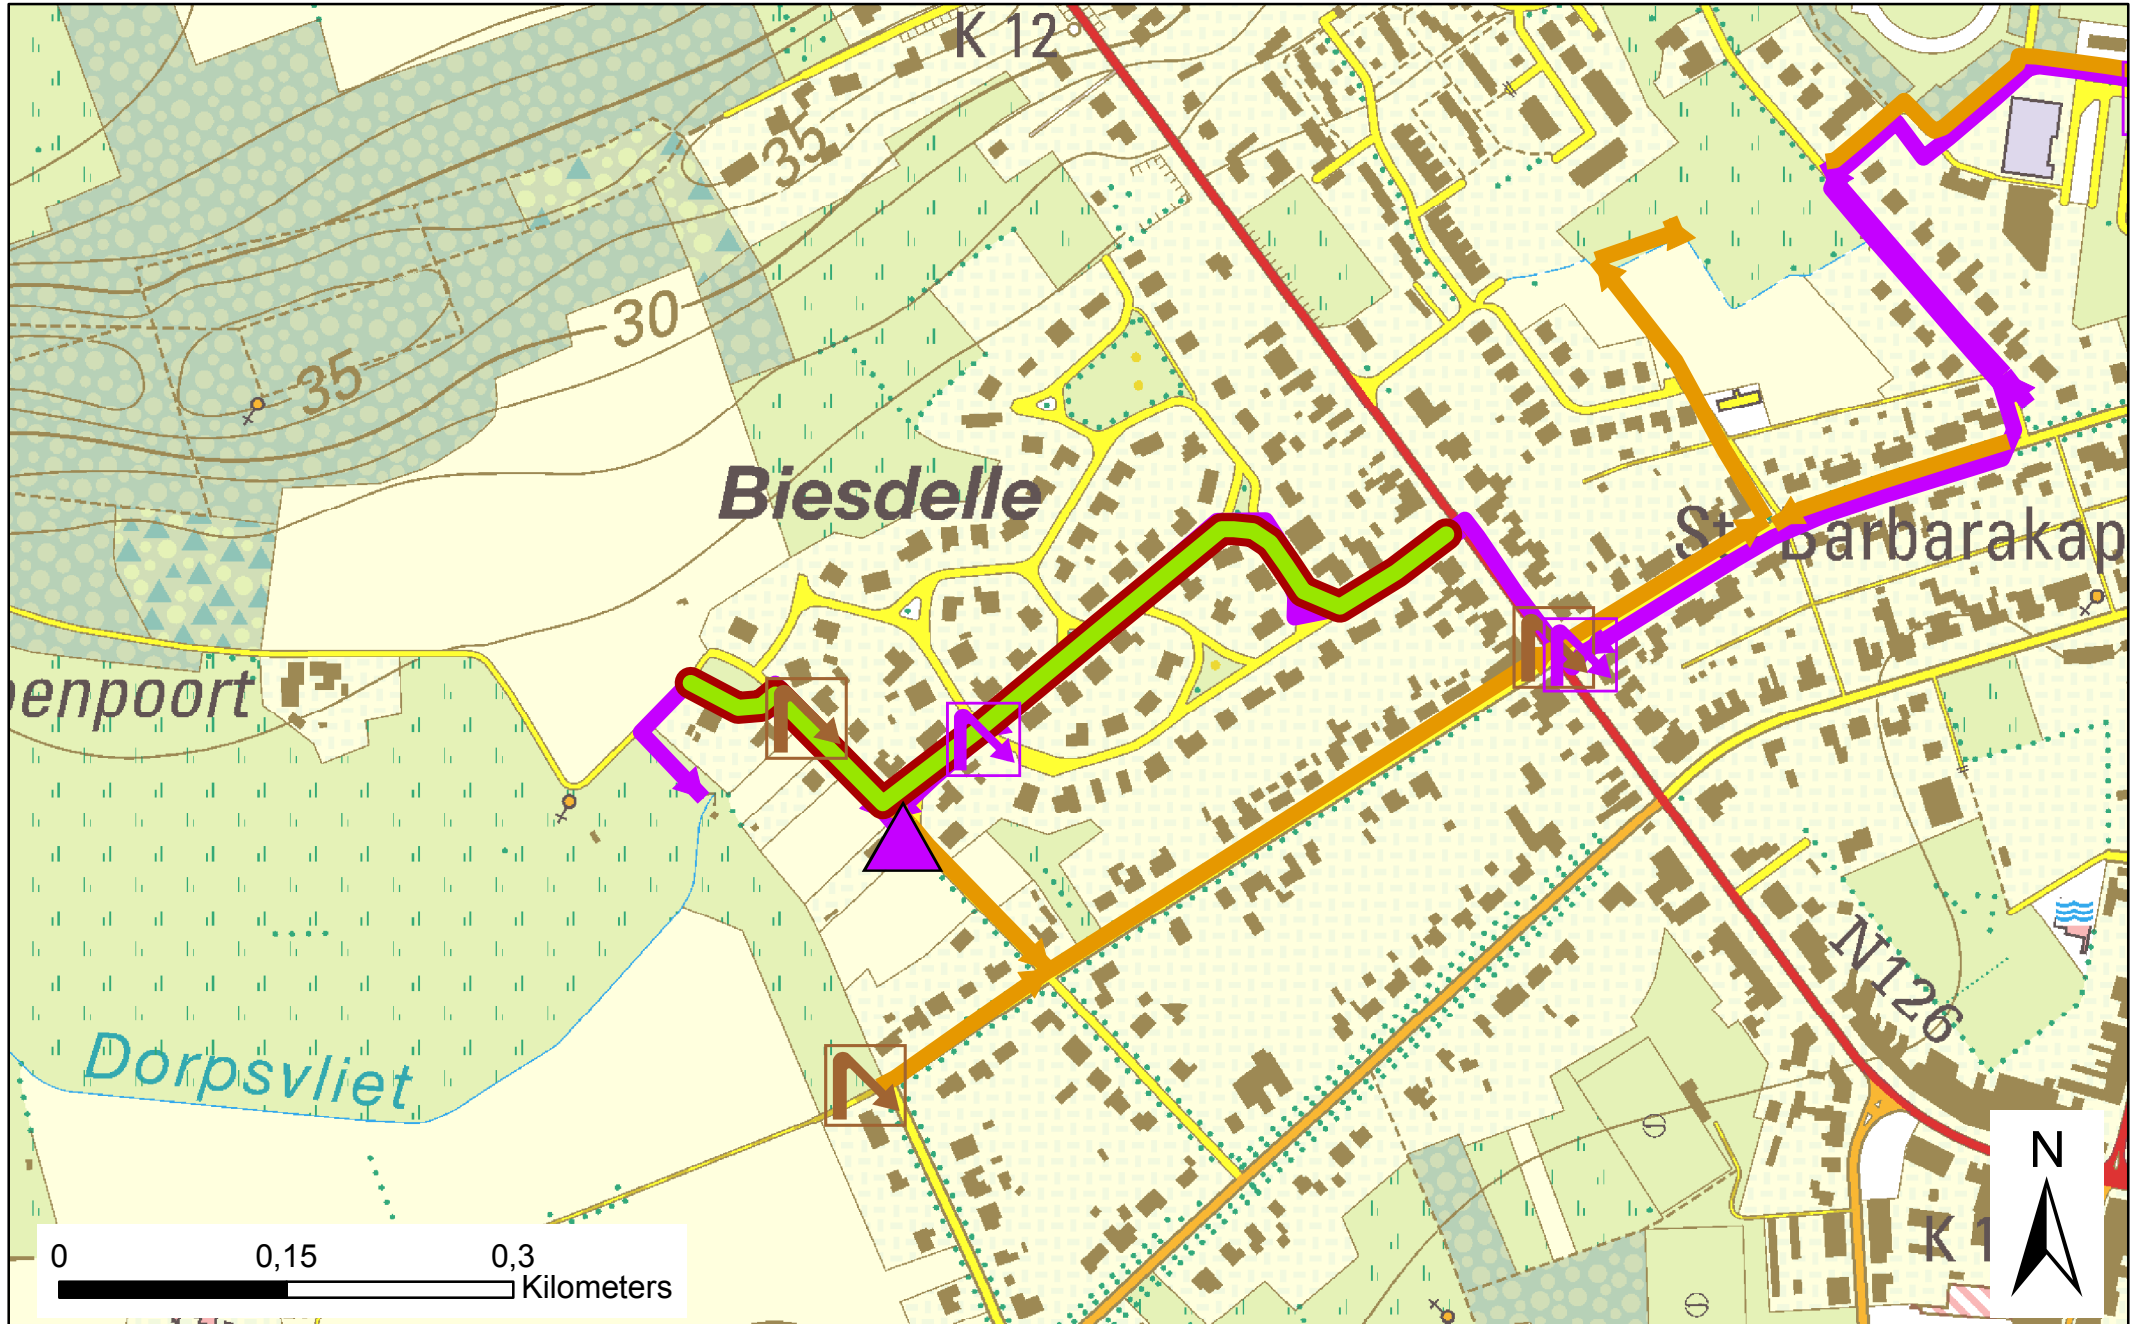 K 12
35
30
35
Biesdelle
St. Barbarakap
enpoort
N126
Dorpsvliet
N
K 1
0 0,15 0,3
Kilometers